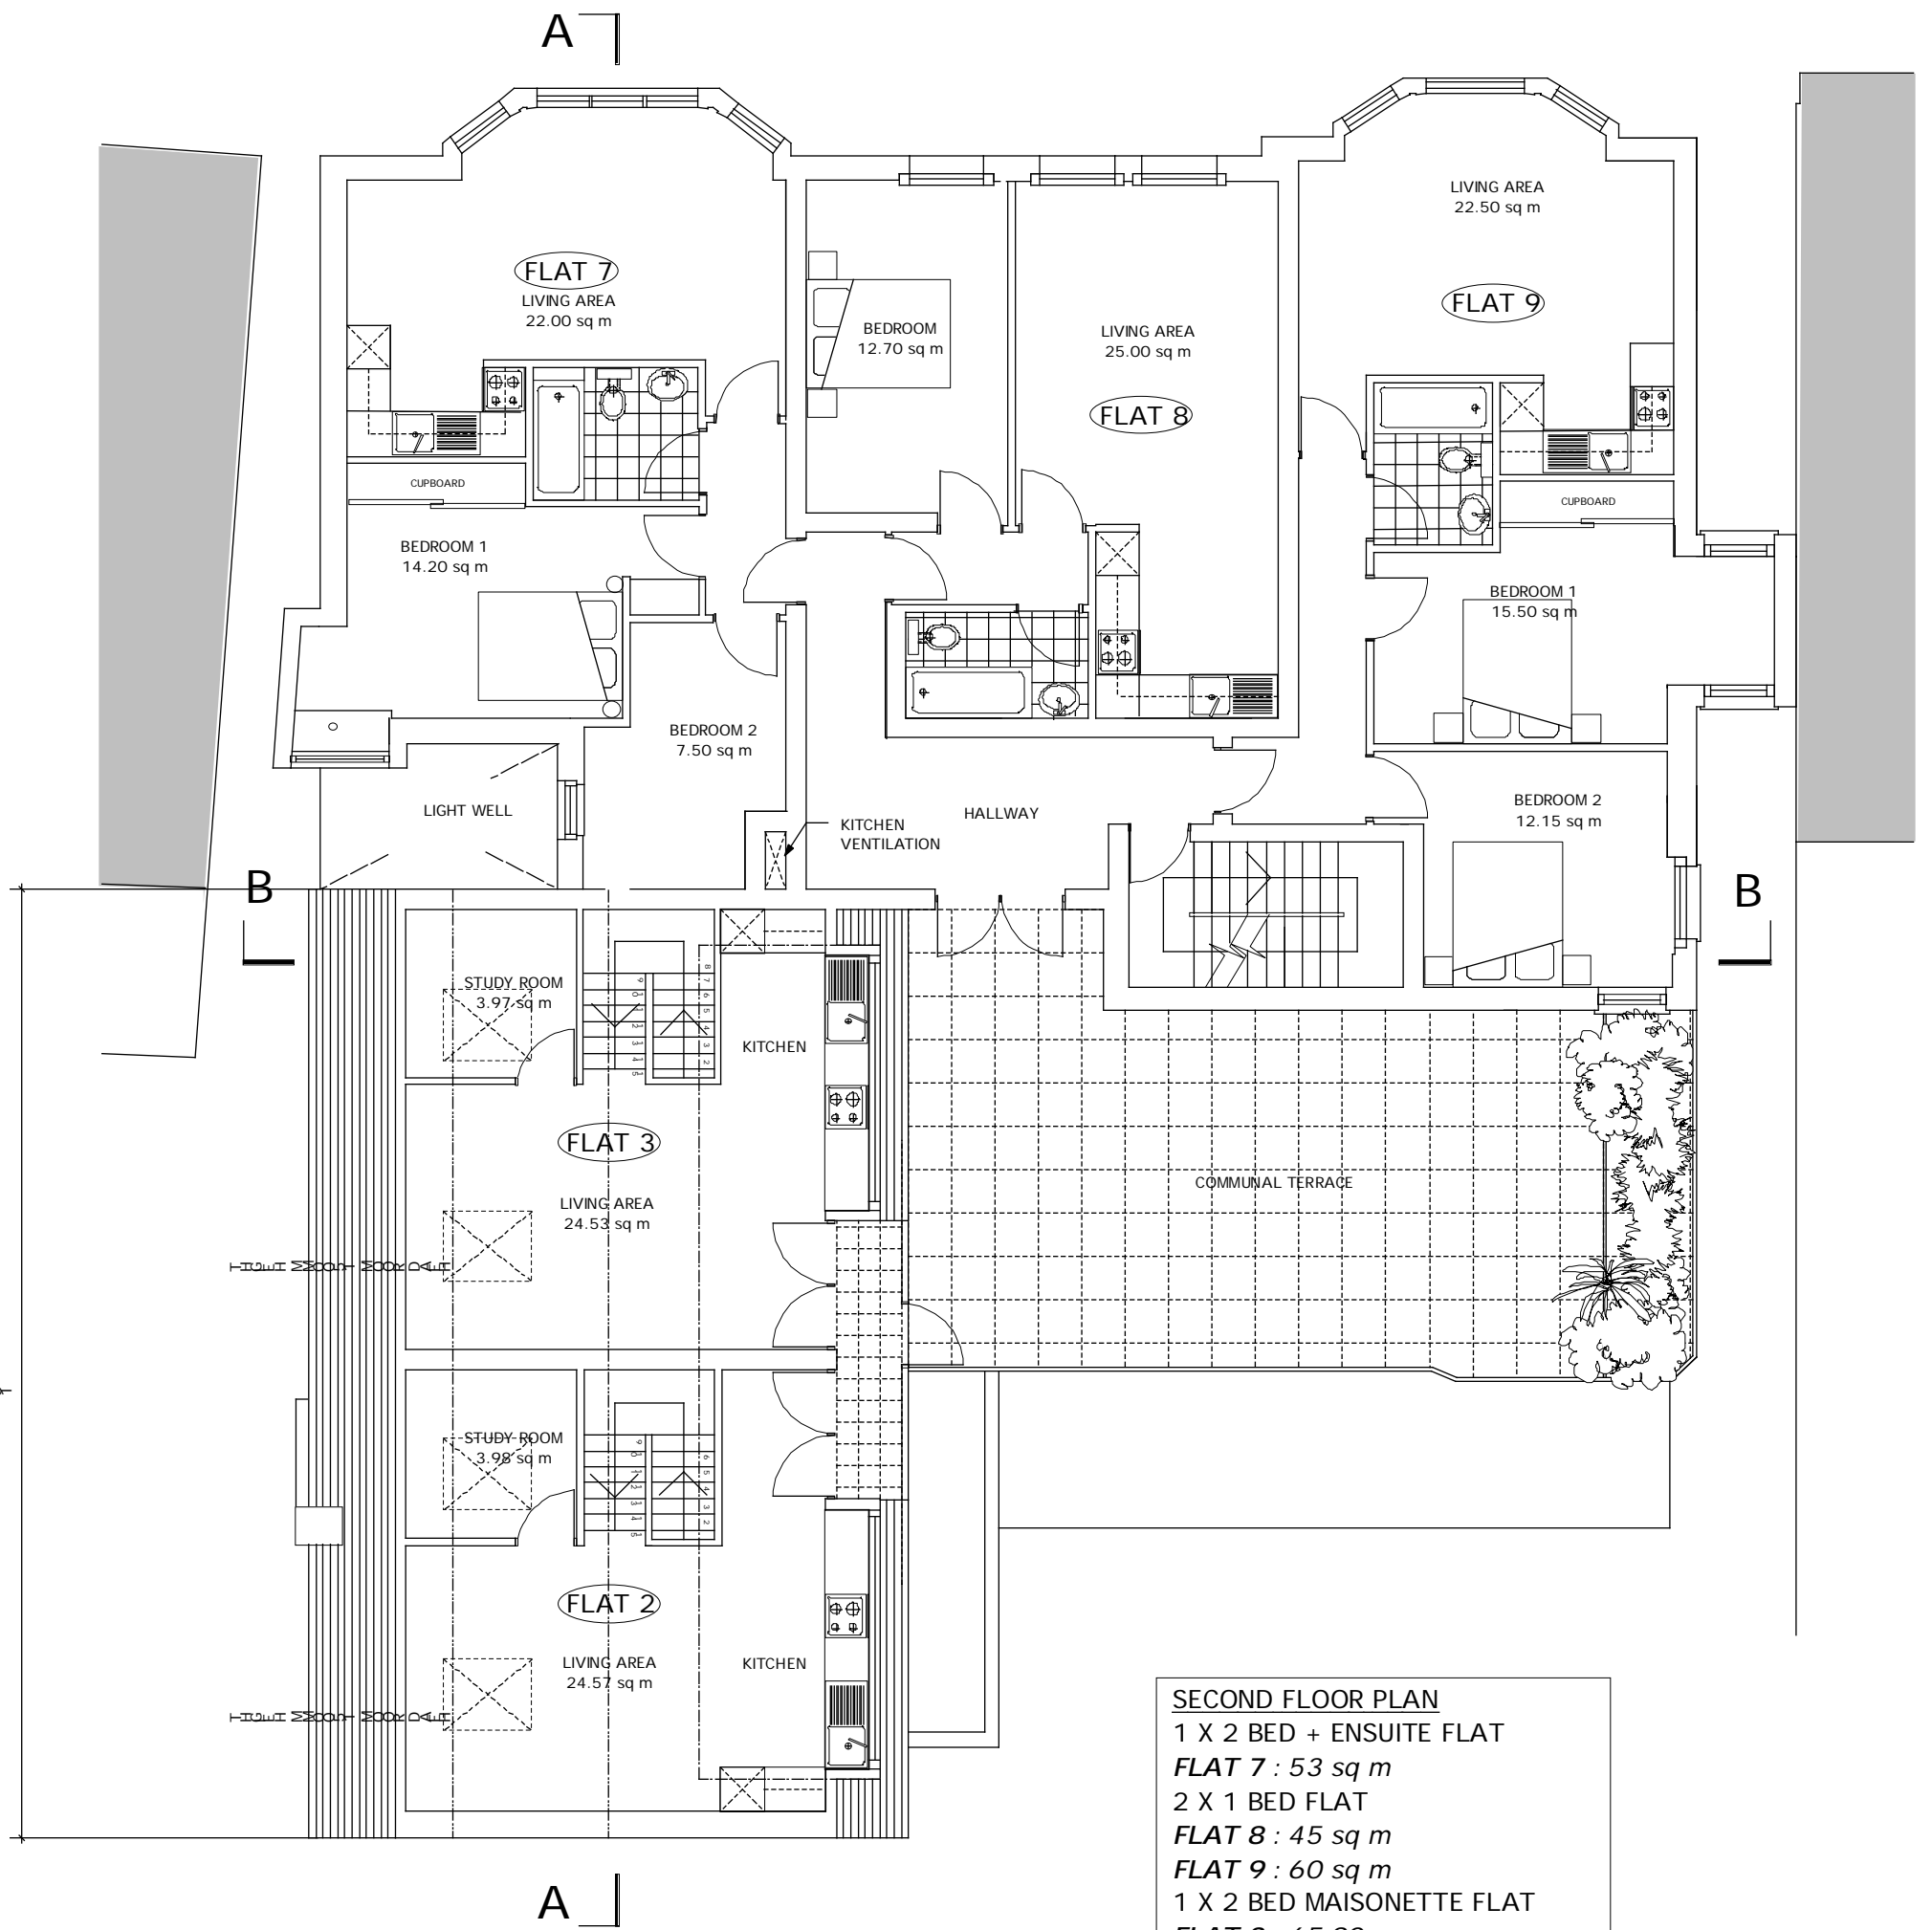 A
LIVING AREA
22.50 sq m
FLAT 7
LIVING AREA
22.00 sq m
FLAT 9
BEDROOM
12.70 sq m
LIVING AREA
25.00 sq m
FLAT 8
CUPBOARD
CUPBOARD
BEDROOM 1
14.20 sq m
BEDROOM 1
15.50 sq m
BEDROOM 2
7.50 sq m
LIGHT WELL
HALLWAY
KITCHEN
VENTILATION
BEDROOM 2
12.15 sq m
B
B
STUDY ROOM
3.97 sq m
KITCHEN
FLAT 3
COMMUNAL TERRACE
LIVING AREA
24.53 sq m
STUDY ROOM
3.98 sq m
FLAT 2
LIVING AREA
24.57 sq m
KITCHEN
SECOND FLOOR PLAN
1 X 2 BED + ENSUITE FLAT
FLAT 7 : 53 sq m
2 X 1 BED FLAT
FLAT 8 : 45 sq m
FLAT 9 : 60 sq m
1 X 2 BED MAISONETTE FLAT
A